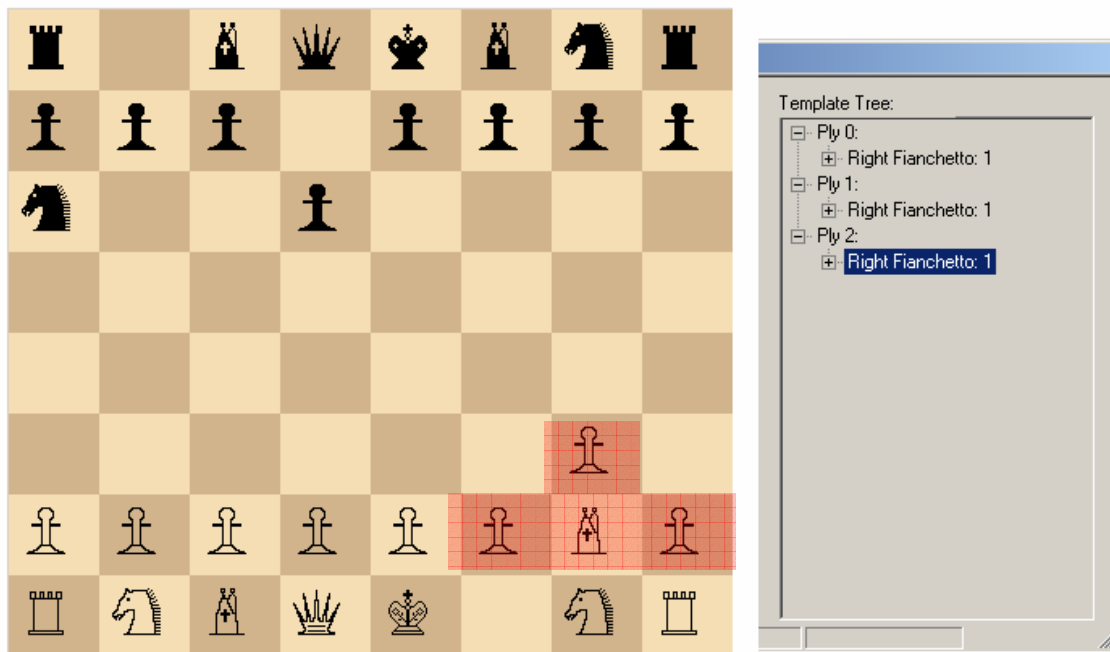 Template Tree:
Ply 0:
Right Fianchetto: 1
Ply 1:
Right Fianchetto: 1
Ply 2:
Right Fianchetto: 1